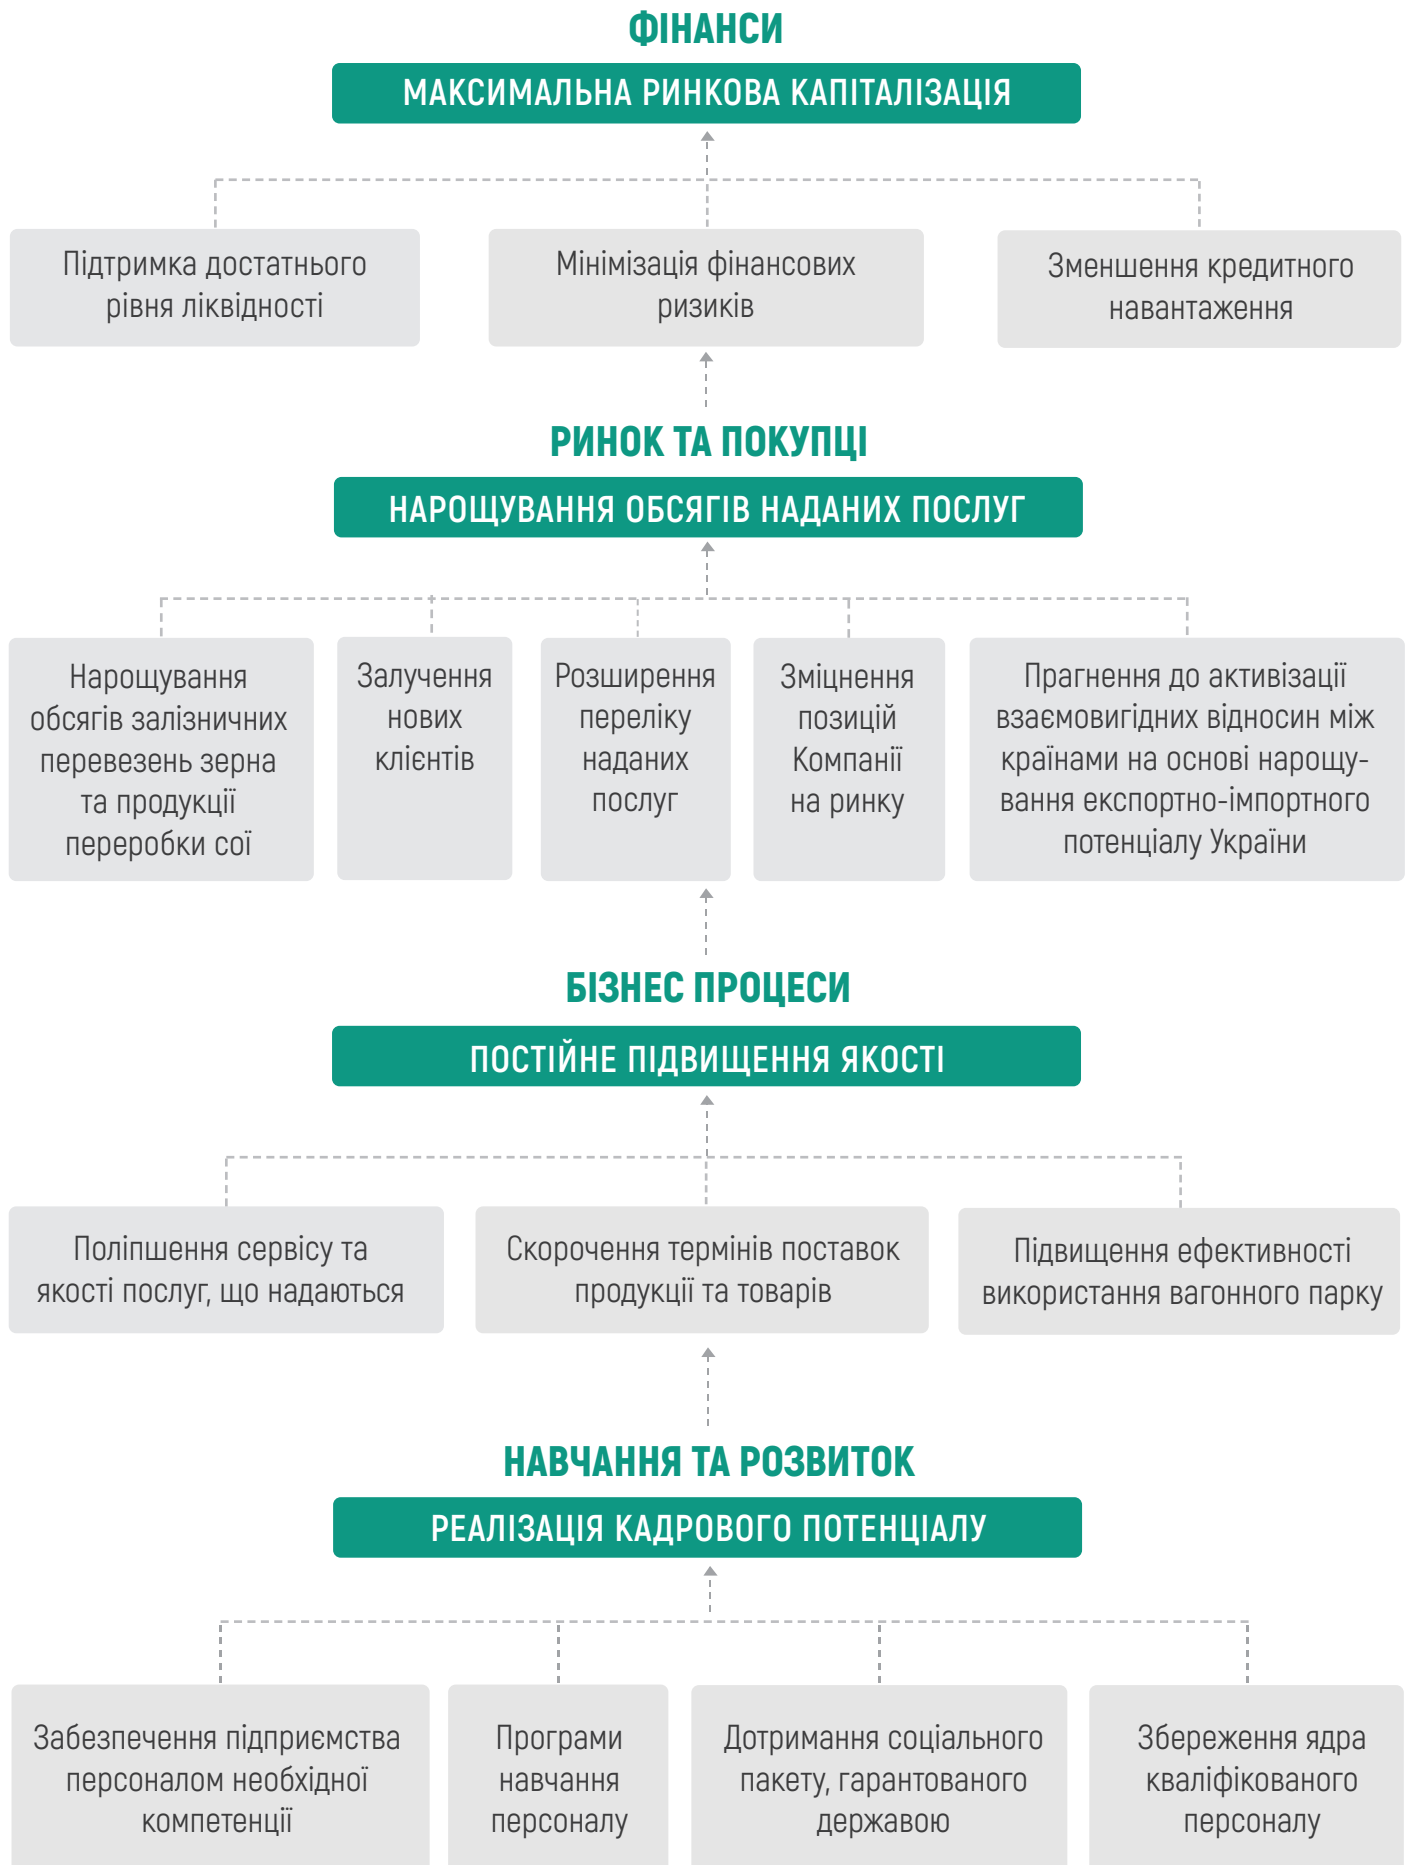 ФІНАНСИ
МАКСИМАЛЬНА РИНКОВА КАПІТАЛІЗАЦІЯ
Підтримка достатнього
рівня ліквідності
Мінімізація фінансових
ризиків
Зменшення кредитного
навантаження
РИНОК ТА ПОКУПЦІ
НАРОЩУВАННЯ ОБСЯГІВ НАДАНИХ ПОСЛУГ
Нарощування
обсягів залізничних
перевезень зерна
та продукції
переробки сої
Залучення
нових
клієнтів
Розширення
переліку
наданих
послуг
Зміцнення
позицій
Компанії
на ринку
Прагнення до активізації
взаємовигідних відносин між
країнами на основі нарощу-
вання експортно-імпортного
потенціалу України
БІЗНЕС ПРОЦЕСИ
ПОСТІЙНЕ ПІДВИЩЕННЯ ЯКОСТІ
Поліпшення сервісу та
якості послуг, що надаються
Скорочення термінів поставок
продукції та товарів
Підвищення ефективності
використання вагонного парку
НАВЧАННЯ ТА РОЗВИТОК
РЕАЛІЗАЦІЯ КАДРОВОГО ПОТЕНЦІАЛУ
Забезпечення підприємства
персоналом необхідної
компетенції
Програми
навчання
персоналу
Дотримання соціального
пакету, гарантованого
державою
Збереження ядра
кваліфікованого
персоналу